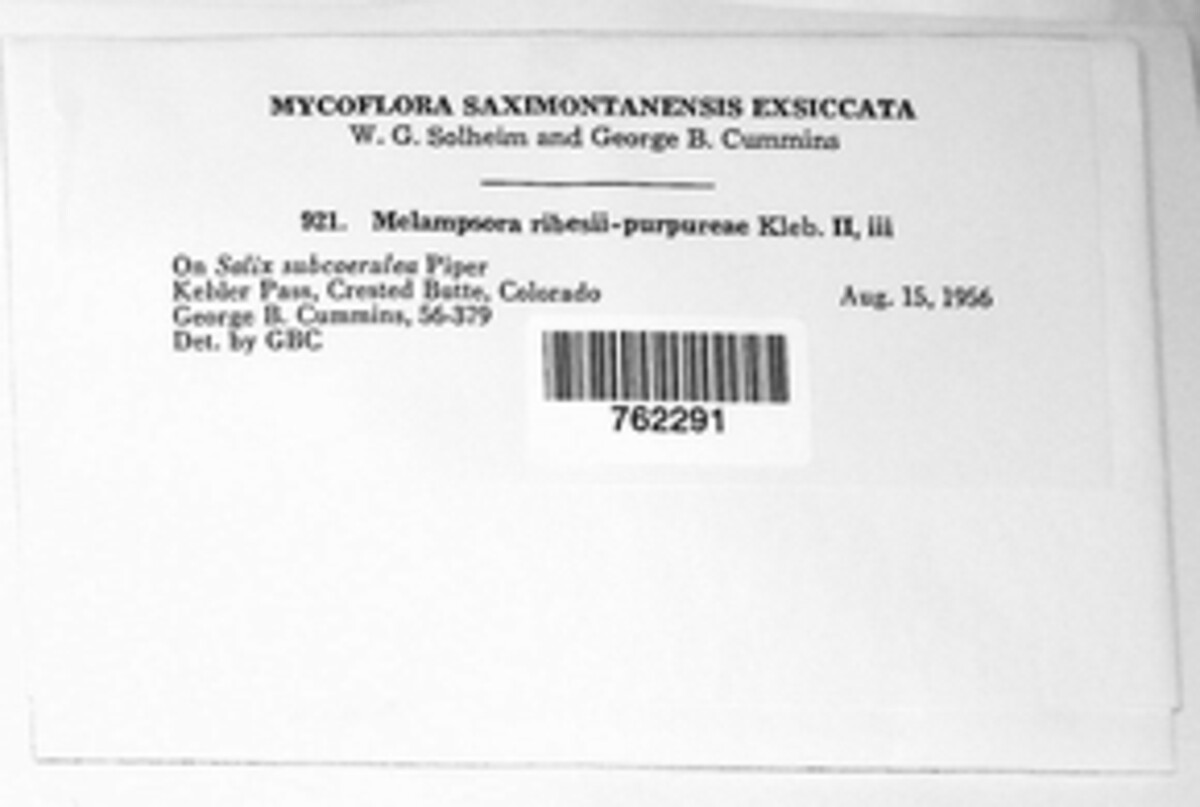 MYCOFLORA SAXIMONTANENSIS EXSICCATA
W. G. Solheim and George B. Cummins
921. Melampsora ribesii-purpureae Kleb. II, iii
On Salix subcoerulea Piper
Kebler Pass, Crested Butte, Colorado Aug. 15, 1956
George B. Cummins, 56-379
Det. by GBC
762291